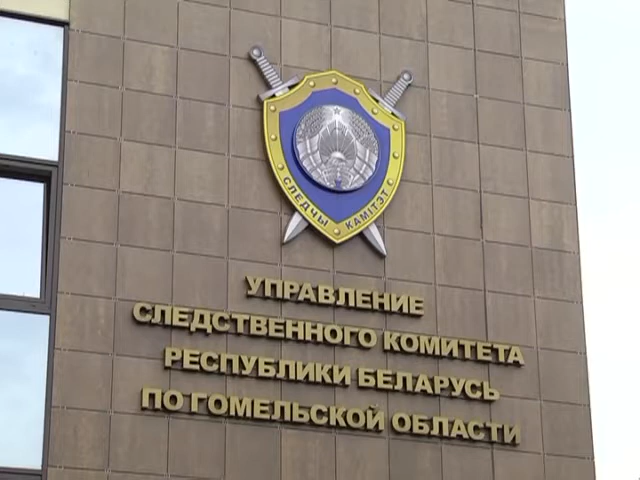 СЛЕДЧЫ КАМІТЭТ
УПРАВЛЕНИЕ
СЛЕДСТВЕННОГО КОМИТЕТА
РЕСПУБЛИКИ БЕЛАРУСЬ
ПО ГОМЕЛЬСКОЙ ОБЛАСТИ